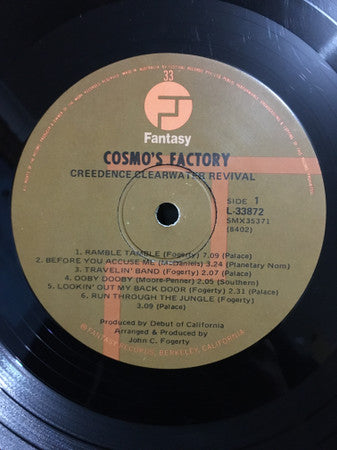 33
Fantasy
COSMO'S FACTORY
CREEDENCE CLEARWATER REVIVAL
SIDE 1
L-33872
SMX35371
(8402)
1. RAMBLE TAMBLE (Fogerty) 7.09 (Palace)
2. BEFORE YOU ACCUSE ME (McDaniels) 3.24 (Planetary Nom)
3. TRAVELIN' BAND (Fogerty) 2.07 (Palace)
4. OOBY DOOBY (Moore-Penner) 2.05 (Southern)
5. LOOKIN' OUT MY BACK DOOR (Fogerty) 2.31 (Palace)
6. RUN THROUGH THE JUNGLE (Fogerty)
3.09 (Palace)
Produced by Debut of California
Arranged & Produced by
John C. Fogerty
® FANTASY RECORDS, BERKELEY, CALIFORNIA